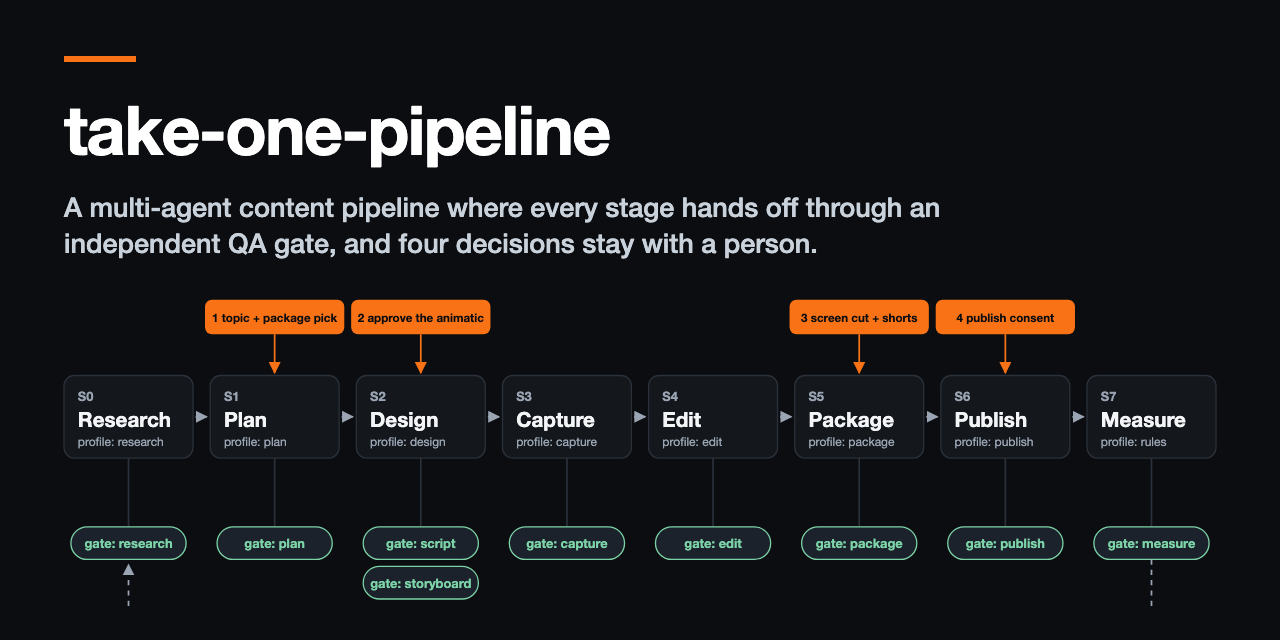 take-one-pipeline
A multi-agent content pipeline where every stage hands off through an
independent QA gate, and four decisions stay with a person.
1 topic + package pick
2 approve the animatic
3 screen cut + shorts
4 publish consent
S0
Research
profile: research
S1
Plan
profile: plan
S2
Design
profile: design
S3
Capture
profile: capture
S4
Edit
profile: edit
S5
Package
profile: package
S6
Publish
profile: publish
S7
Measure
profile: rules
gate: research
gate: plan
gate: script
gate: storyboard
gate: capture
gate: edit
gate: package
gate: publish
gate: measure